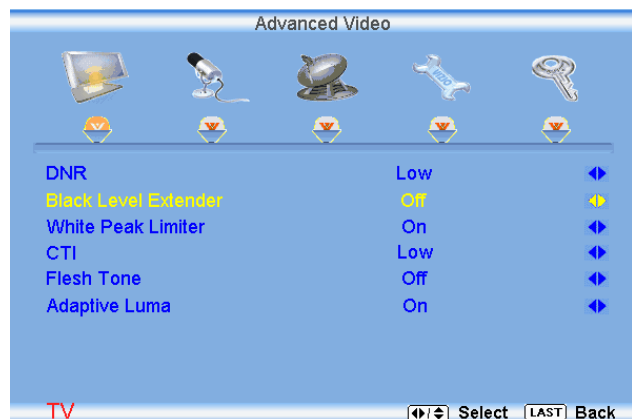 Advanced Video
DNR Low
Black Level Extender Off
White Peak Limiter On
CTI Low
Flesh Tone Off
Adaptive Luma On
TV Select LAST Back